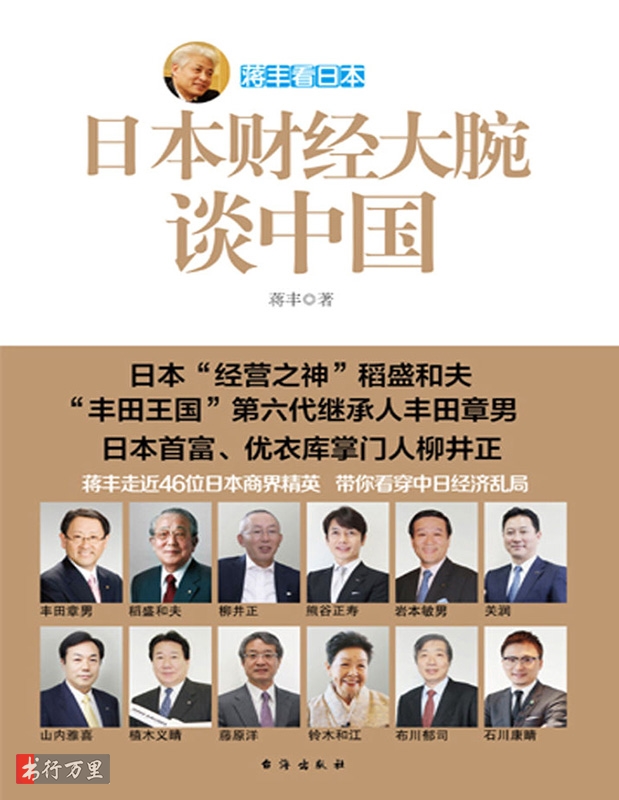 蒋丰看日本
日本财经大腕
谈中国
蒋丰◎著
日本“经营之神”稻盛和夫
“丰田王国”第六代继承人丰田章男
日本首富、优衣库掌门人柳井正
蒋丰走近46位日本商界精英 带你看穿中日经济乱局
丰田章男 稻盛和夫 柳井正 熊谷正寿 岩本敏男 关润
山内雅喜 植木义晴 藤原洋 铃木和江 布川郁司 石川康晴
书行万里
台海出版社